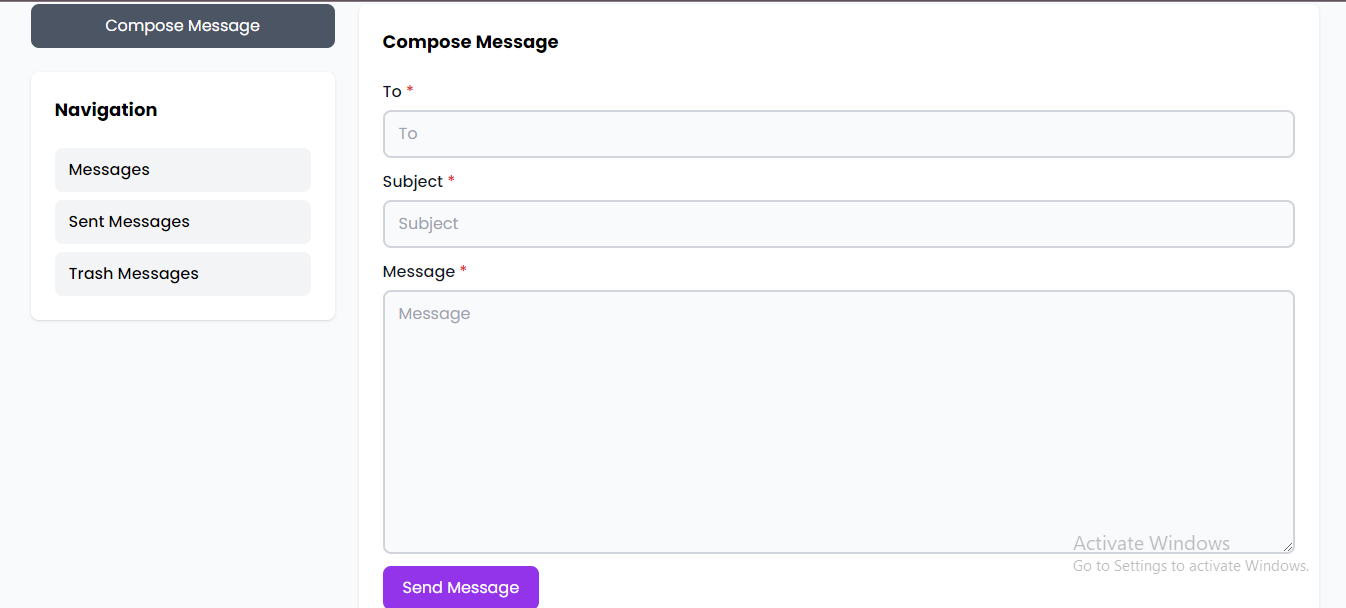 Compose Message
Navigation
Messages
Sent Messages
Trash Messages
Compose Message
To *
To
Subject *
Subject
Message *
Message
Send Message
Activate Windows
Go to Settings to activate Windows.